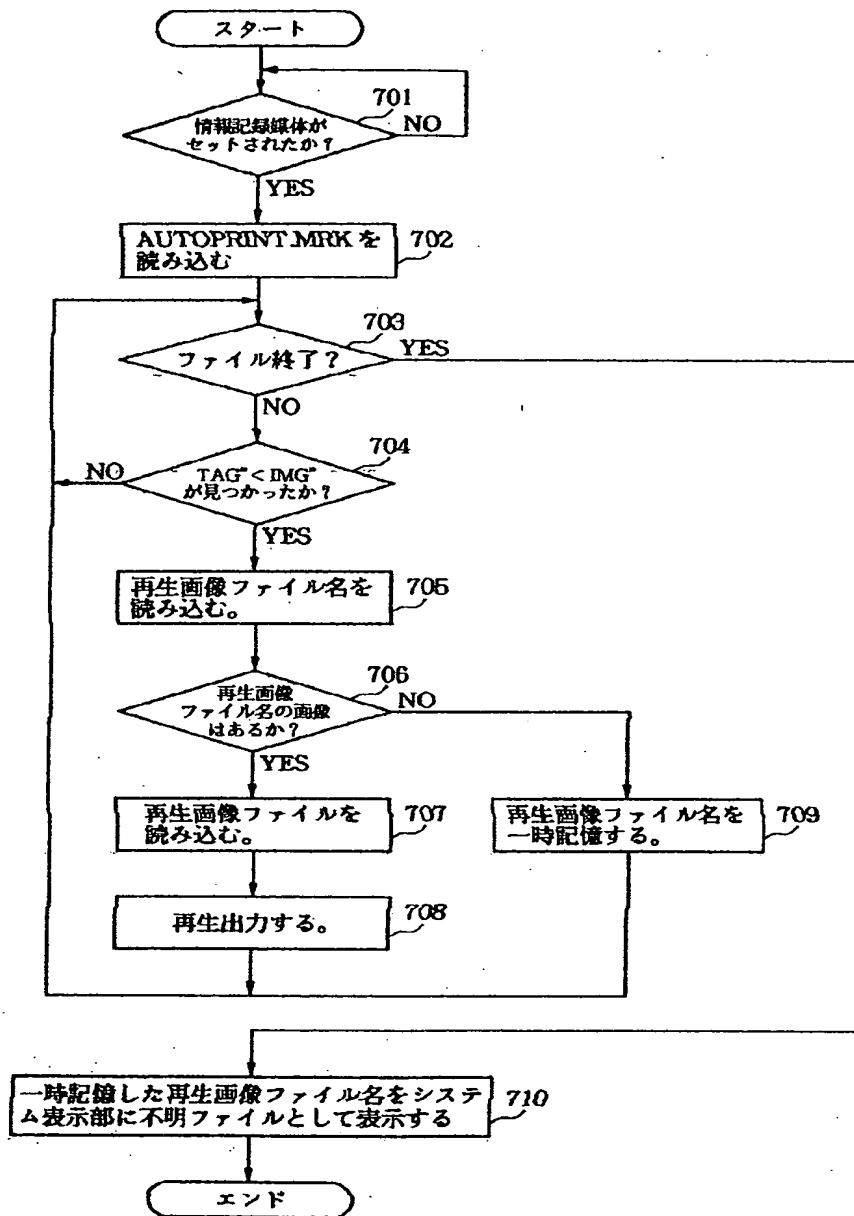 スタート
701
情報記録媒体が
セットされたか？
NO
YES
AUTOPRINT.MRKを
読み込む
702
703
ファイル終了？
YES
NO
704
NO
TAG"<IMG"
が見つかったか？
YES
再生画像ファイル名を
読み込む。
705
706
再生画像
ファイル名の画像
はあるか？
NO
YES
再生画像ファイルを
読み込む。
707
再生画像ファイル名を
一時記憶する。
709
再生出力する。
708
一時記憶した再生画像ファイル名をシステ
ム表示部に不明ファイルとして表示する
710
エンド